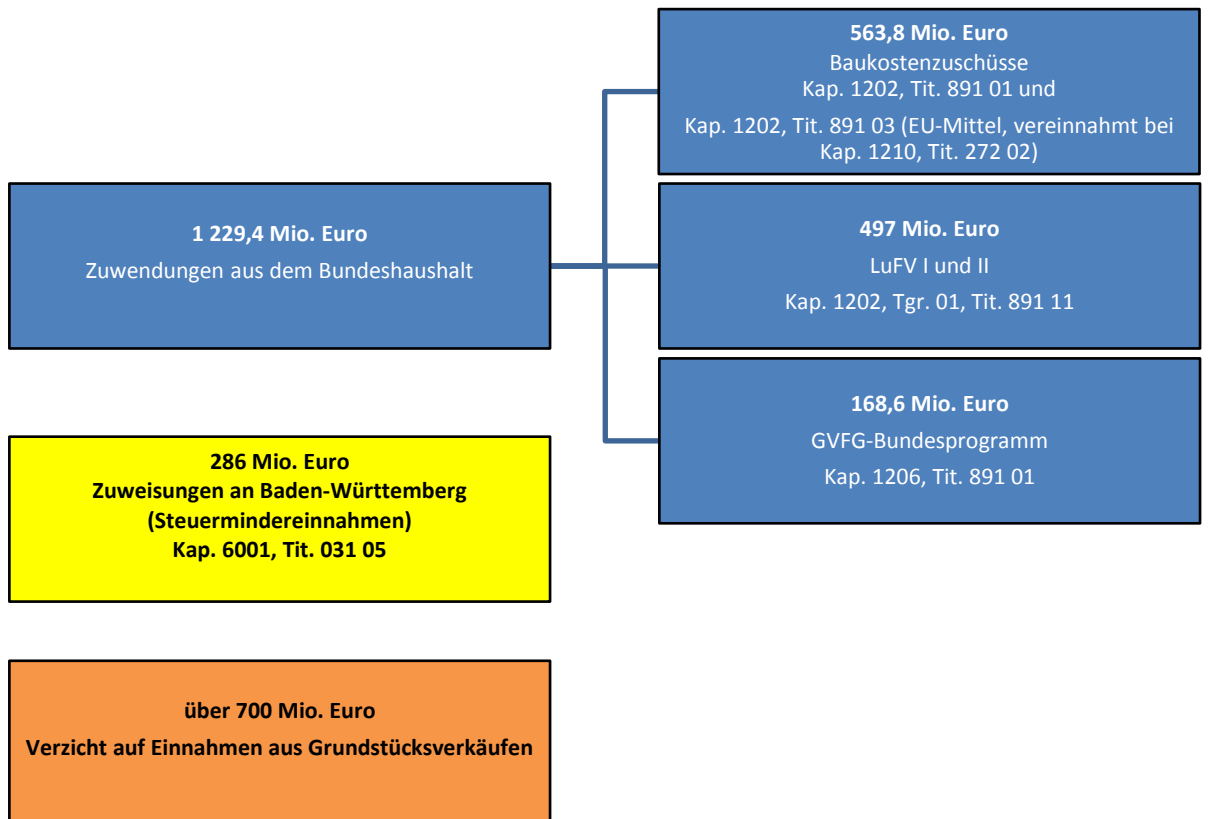 1 229,4 Mio. Euro
Zuwendungen aus dem Bundeshaushalt
563,8 Mio. Euro
Baukostenzuschüsse
Kap. 1202, Tit. 891 01 und
Kap. 1202, Tit. 891 03 (EU-Mittel, vereinnahmt bei
Kap. 1210, Tit. 272 02)
497 Mio. Euro
LuFV I und II
Kap. 1202, Tgr. 01, Tit. 891 11
168,6 Mio. Euro
GVFG-Bundesprogramm
Kap. 1206, Tit. 891 01
286 Mio. Euro
Zuweisungen an Baden-Württemberg
(Steuermindereinnahmen)
Kap. 6001, Tit. 031 05
über 700 Mio. Euro
Verzicht auf Einnahmen aus Grundstücksverkäufen